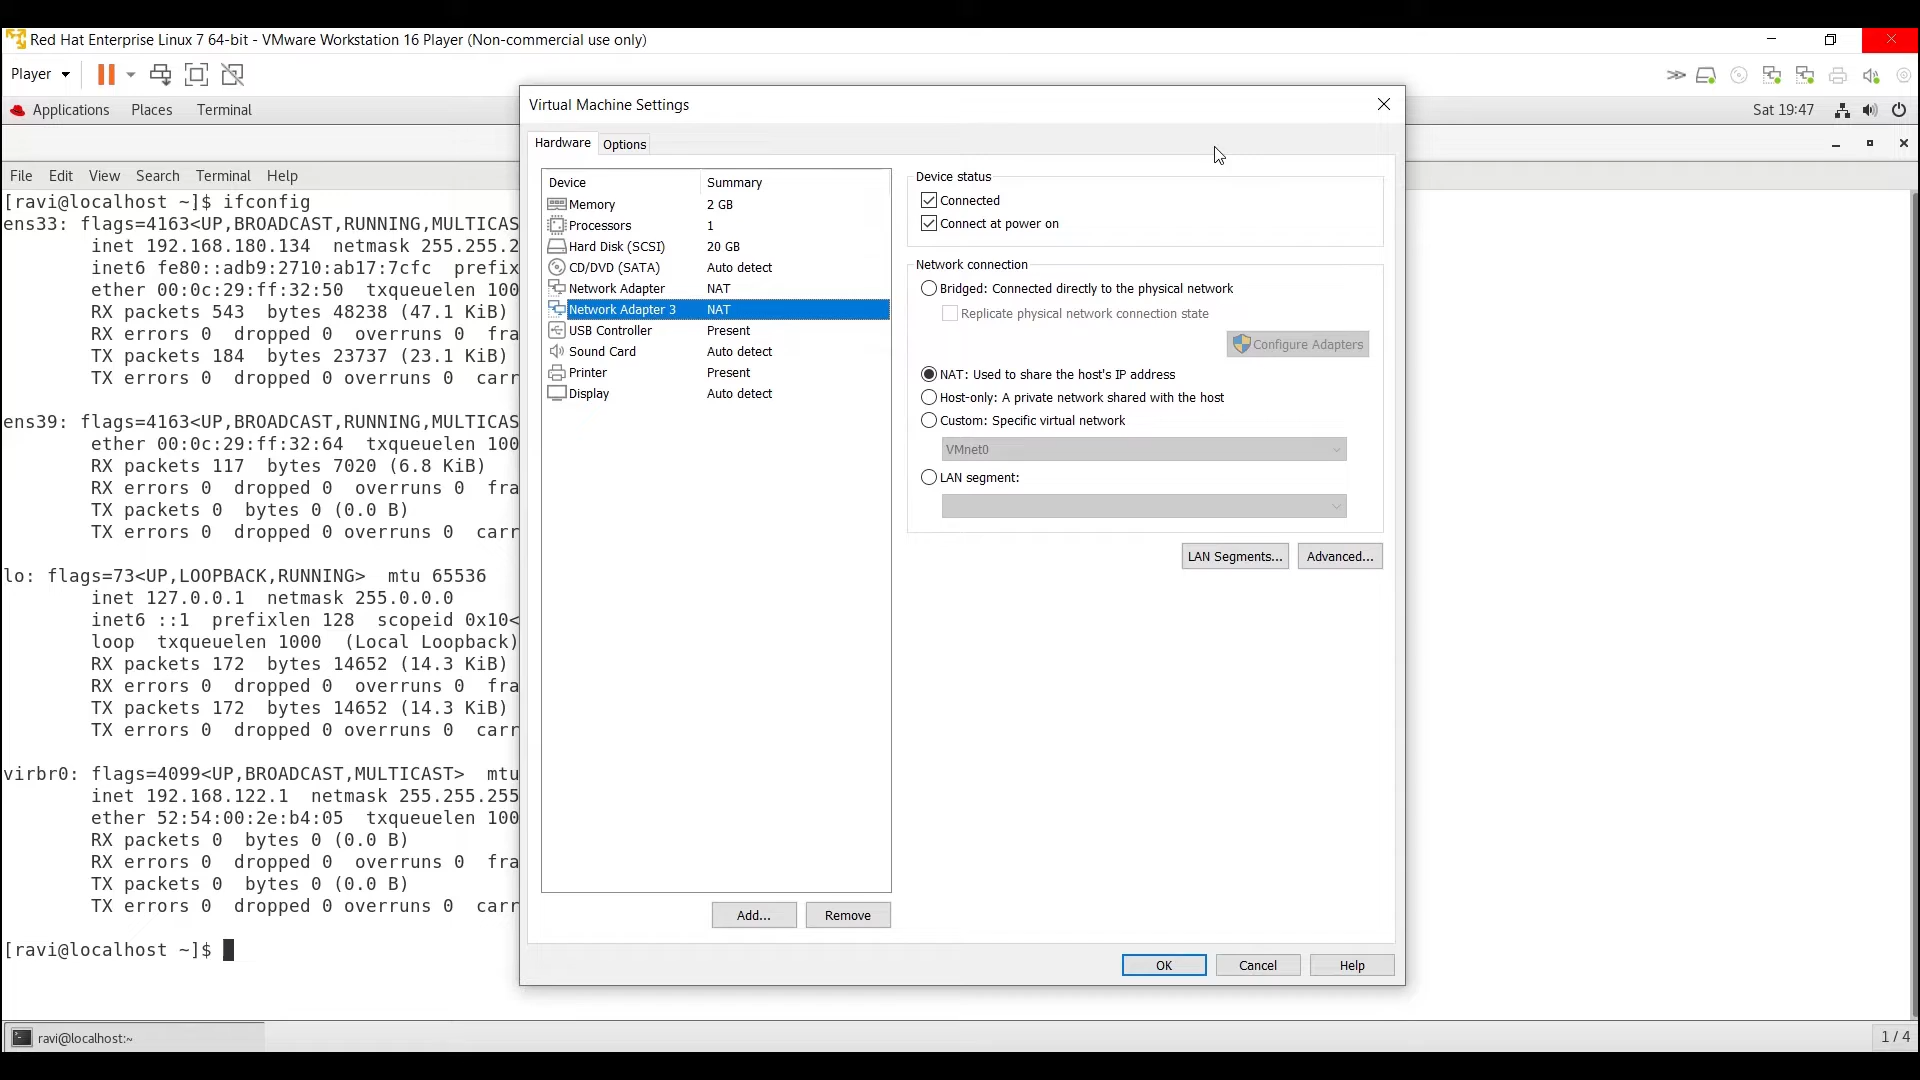 Red Hat Enterprise Linux 7 64-bit - VMware Workstation 16 Player (Non-commercial use only)
Player
Applications Places Terminal
Sat 19:47
File Edit View Search Terminal Help
[ravi@localhost ~]$ ifconfig
ens33: flags=4163<UP,BROADCAST,RUNNING,MULTICAS
inet 192.168.180.134 netmask 255.255.2
inet6 fe80::adb9:2710:ab17:7cfc prefix
ether 00:0c:29:ff:32:50 txqueuelen 100
RX packets 543 bytes 48238 (47.1 KiB)
RX errors 0 dropped 0 overruns 0 fra
TX packets 184 bytes 23737 (23.1 KiB)
TX errors 0 dropped 0 overruns 0 carr
ens39: flags=4163<UP,BROADCAST,RUNNING,MULTICAS
ether 00:0c:29:ff:32:64 txqueuelen 100
RX packets 117 bytes 7020 (6.8 KiB)
RX errors 0 dropped 0 overruns 0 fra
TX packets 0 bytes 0 (0.0 B)
TX errors 0 dropped 0 overruns 0 carr
lo: flags=73<UP,LOOPBACK,RUNNING> mtu 65536
inet 127.0.0.1 netmask 255.0.0.0
inet6 ::1 prefixlen 128 scopeid 0x10<
loop txqueuelen 1000 (Local Loopback)
RX packets 172 bytes 14652 (14.3 KiB)
RX errors 0 dropped 0 overruns 0 fra
TX packets 172 bytes 14652 (14.3 KiB)
TX errors 0 dropped 0 overruns 0 carr
virbr0: flags=4099<UP,BROADCAST,MULTICAST> mtu
inet 192.168.122.1 netmask 255.255.255
ether 52:54:00:2e:b4:05 txqueuelen 100
RX packets 0 bytes 0 (0.0 B)
RX errors 0 dropped 0 overruns 0 fra
TX packets 0 bytes 0 (0.0 B)
TX errors 0 dropped 0 overruns 0 carr
[ravi@localhost ~]$
Virtual Machine Settings
Hardware Options
Device Summary
Memory 2 GB
Processors 1
Hard Disk (SCSI) 20 GB
CD/DVD (SATA) Auto detect
Network Adapter NAT
Network Adapter 3 NAT
USB Controller Present
Sound Card Auto detect
Printer Present
Display Auto detect
Add... Remove
Device status
Connected
Connect at power on
Network connection
Bridged: Connected directly to the physical network
Replicate physical network connection state
Configure Adapters
NAT: Used to share the host's IP address
Host-only: A private network shared with the host
Custom: Specific virtual network
VMnet0
LAN segment:
LAN Segments... Advanced...
OK Cancel Help
ravi@localhost:~
1 / 4